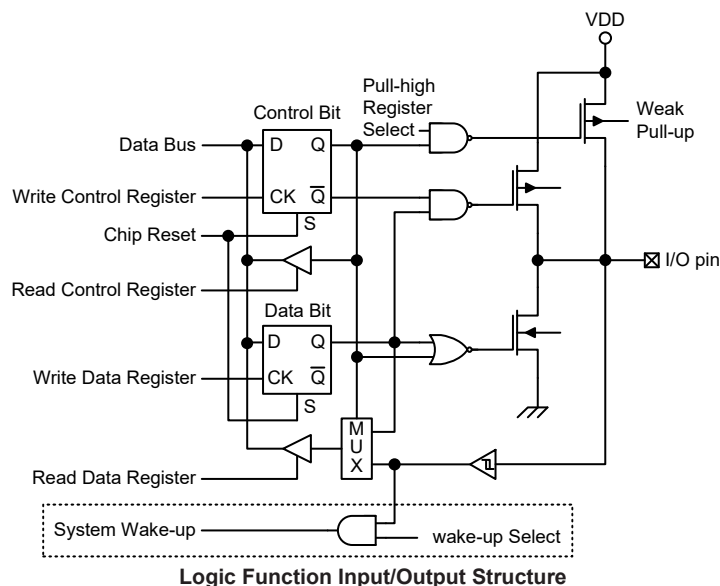 VDD
Pull-high
Register
Select
Weak
Pull-up
Control Bit
Data Bus
D
Q
Write Control Register
CK
Q
S
Chip Reset
I/O pin
Read Control Register
Data Bit
D
Q
Write Data Register
CK
Q
S
M
U
X
Read Data Register
System Wake-up
wake-up Select
Logic Function Input/Output Structure